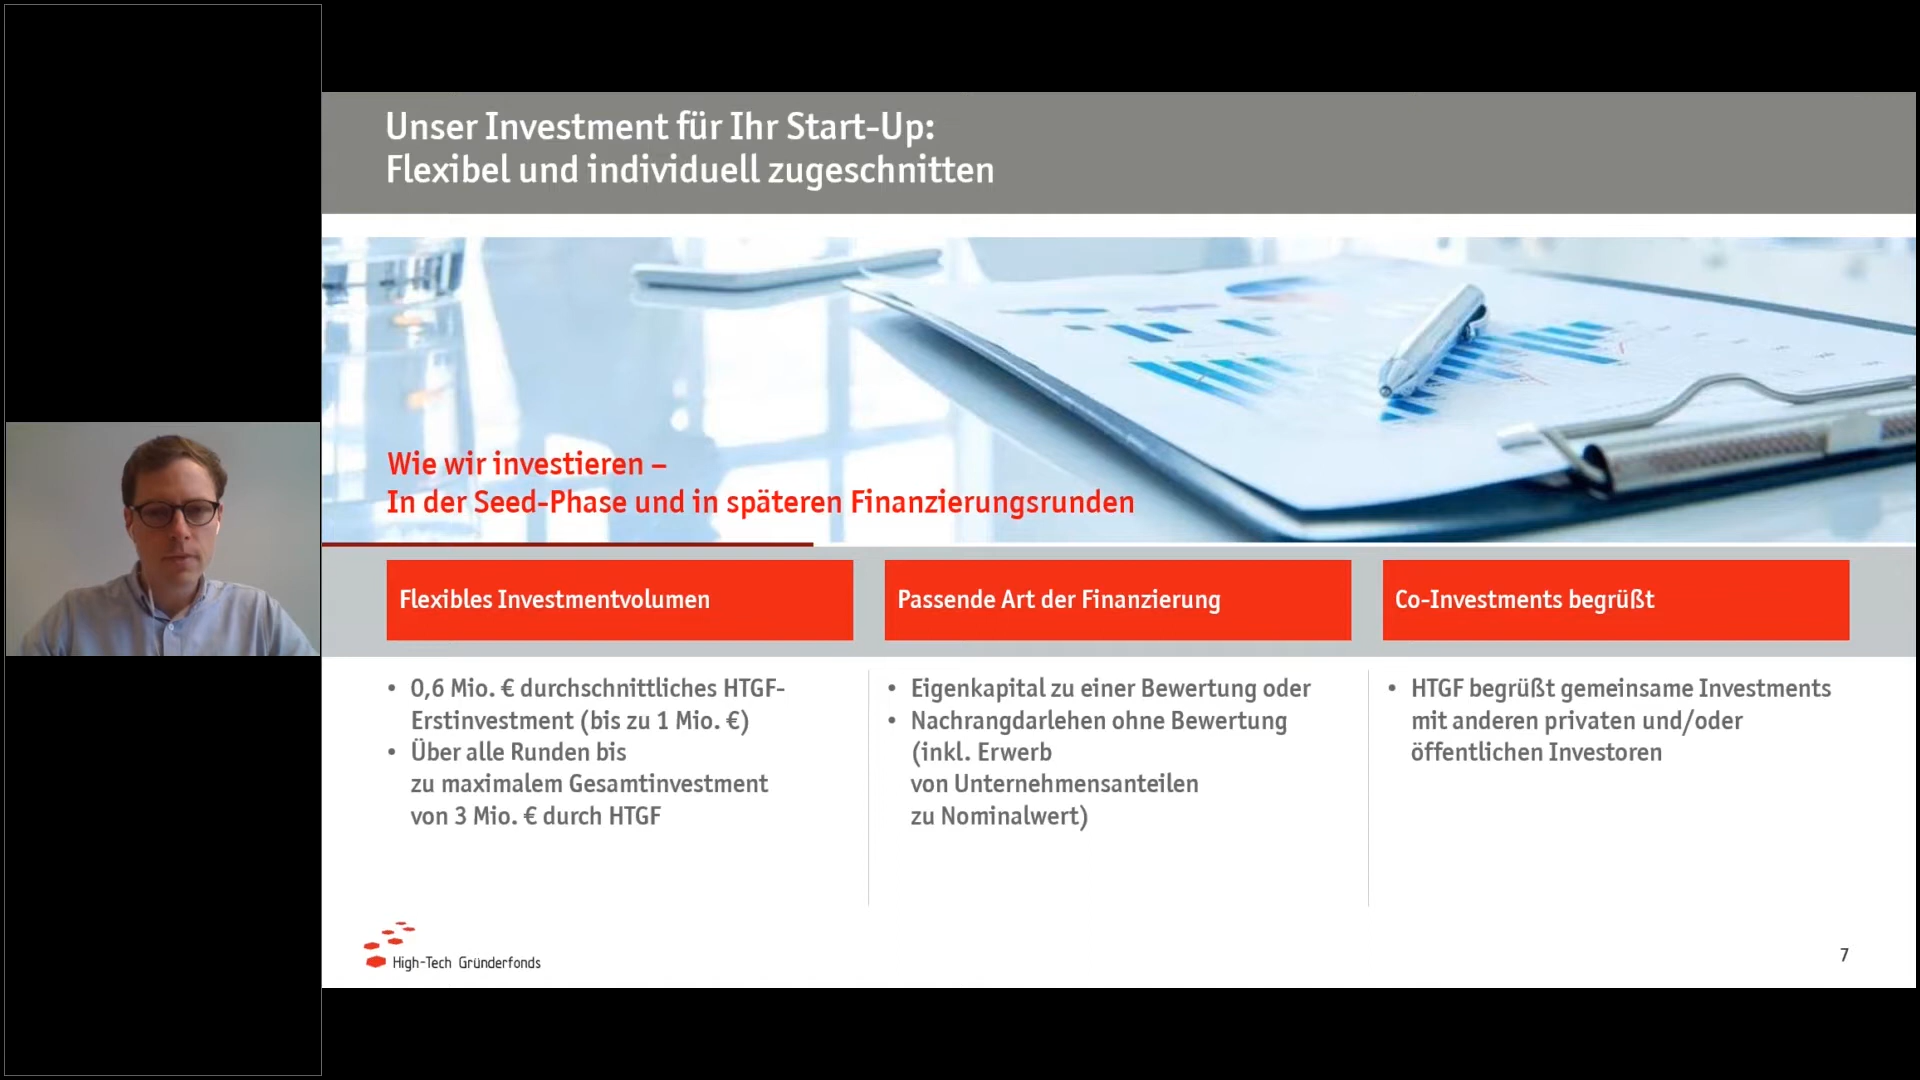 Unser Investment für Ihr Start-Up:
Flexibel und individuell zugeschnitten
Wie wir investieren –
In der Seed-Phase und in späteren Finanzierungsrunden
Flexibles Investmentvolumen
• 0,6 Mio. € durchschnittliches HTGF-
Erstinvestment (bis zu 1 Mio. €)
• Über alle Runden bis
zu maximalem Gesamtinvestment
von 3 Mio. € durch HTGF
Passende Art der Finanzierung
• Eigenkapital zu einer Bewertung oder
• Nachrangdarlehen ohne Bewertung
(inkl. Erwerb
von Unternehmensanteilen
zu Nominalwert)
Co-Investments begrüßt
• HTGF begrüßt gemeinsame Investments
mit anderen privaten und/oder
öffentlichen Investoren
High-Tech Gründerfonds
7